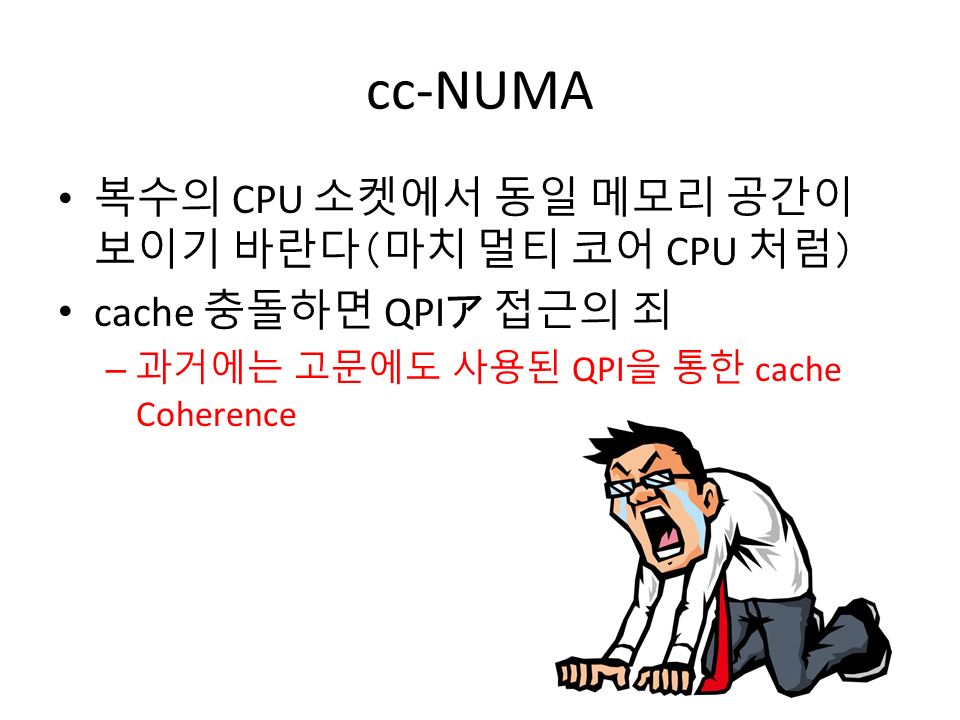 cc-NUMA
• 복수의 CPU 소켓에서 동일 메모리 공간이
보이기 바란다(마치 멀티 코어 CPU 처럼)
• cache 충돌하면 QPIア 접근의 죄
– 과거에는 고문에도 사용된 QPI을 통한 cache
Coherence